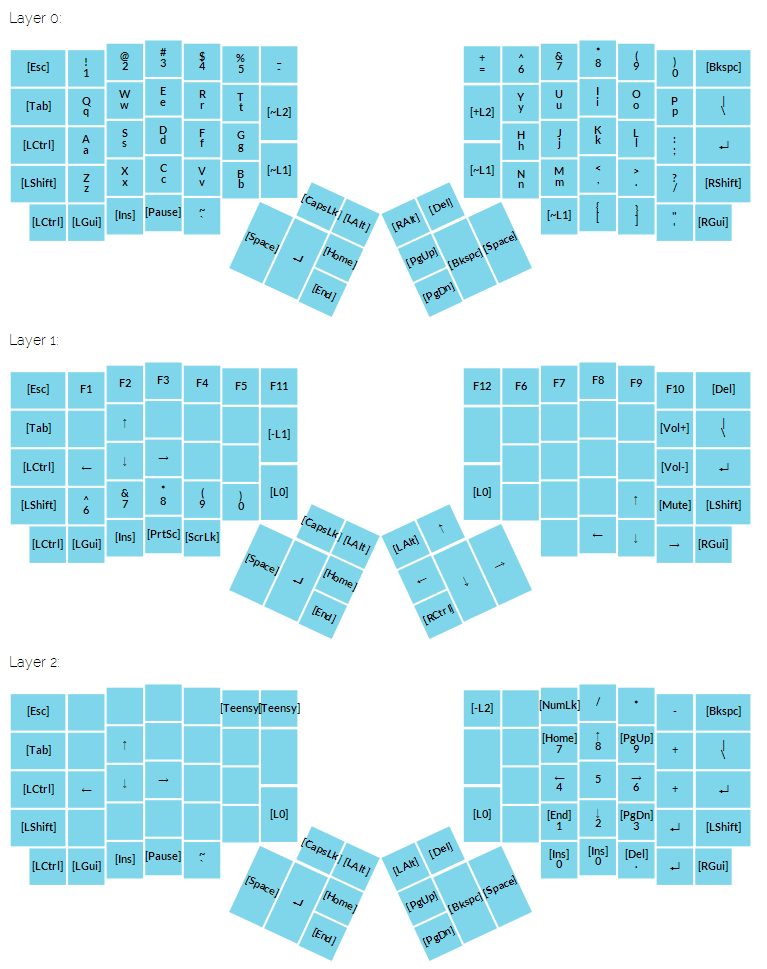 Layer 0:
[Esc] ! 1 @ 2 # 3 $ 4 % 5 _ - + = ^ 6 & 7 * 8 ( 9 ) 0 [Bkspc]
[Tab] Q q W w E e R r T t [~L2] [+L2] Y y U u I i O o P p | \
[LCtrl] A a S s D d F f G g H h J j K k L l : ; ↵
[LShift] Z z X x C c V v B b [~L1] [~L1] N n M m < , > . ? / [RShift]
[LCtrl] [LGui] [Ins] [Pause] ~ ` [~L1] { [ } ] " ' [RGui]
[CapsLk] [LAlt] [RAlt] [Del]
[Space] ↵ [Home] [PgUp] [Bkspc] [Space]
[End] [PgDn]
Layer 1:
[Esc] F1 F2 F3 F4 F5 F11 F12 F6 F7 F8 F9 F10 [Del]
[Tab] ↑ [-L1] [Vol+] | \
[LCtrl] ← ↓ → [Vol-] ↵
[LShift] ^ 6 & 7 * 8 ( 9 ) 0 [L0] [L0] ↑ [Mute] [LShift]
[LCtrl] [LGui] [Ins] [PrtSc] [ScrLk] ← ↓ → [RGui]
[CapsLk] [LAlt] [LAlt] ↑
[Space] ↵ [Home] ← ↓ →
[End] [RCtrl]
Layer 2:
[Esc] [Teensy] [Teensy] [-L2] [NumLk] / * - [Bkspc]
[Tab] ↑ [Home] 7 ↑ 8 [PgUp] 9 + | \
[LCtrl] ← ↓ → ← 4 5 → 6 + ↵
[LShift] [L0] [L0] [End] 1 ↓ 2 [PgDn] 3 ↵ [LShift]
[LCtrl] [LGui] [Ins] [Pause] ~ ` [Ins] 0 [Ins] 0 [Del] . ↵ [RGui]
[CapsLk] [LAlt] [LAlt] [Del]
[Space] ↵ [Home] [PgUp] [Bkspc] [Space]
[End] [PgDn]